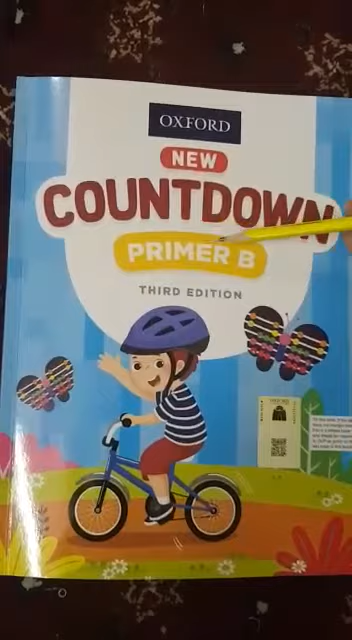 OXFORD
NEW
COUNTDOWN
PRIMER B
THIRD EDITION